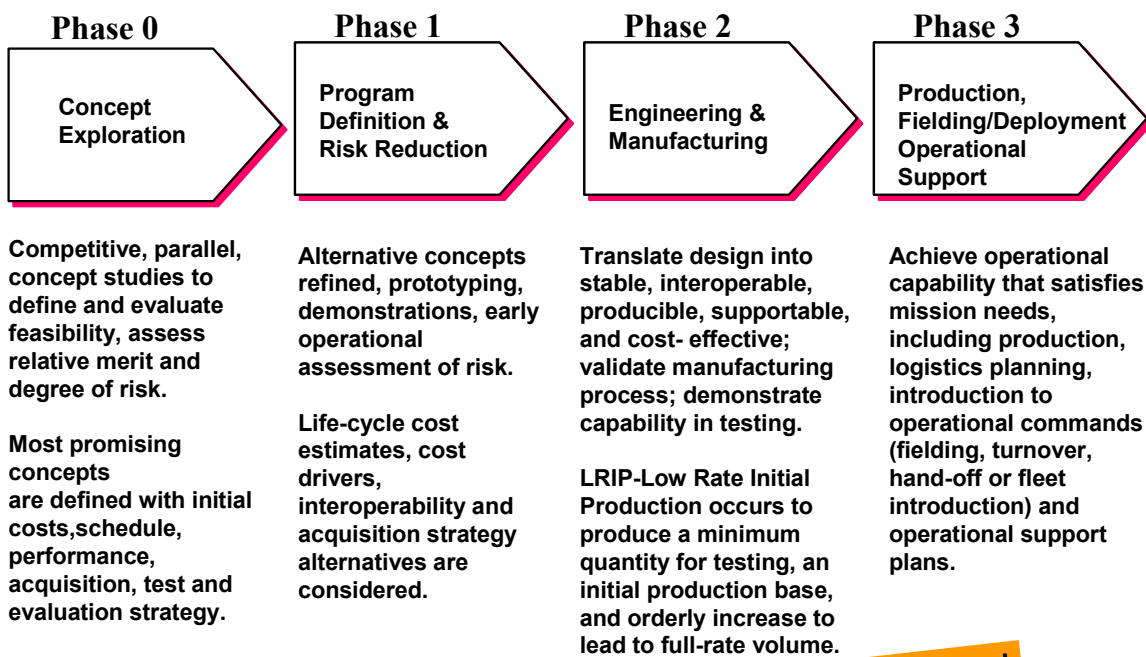 Phase 0
Concept
Exploration
Competitive, parallel,
concept studies to
define and evaluate
feasibility, assess
relative merit and
degree of risk.
Most promising
concepts
are defined with initial
costs,schedule,
performance,
acquisition, test and
evaluation strategy.
Phase 1
Program
Definition &
Risk Reduction
Alternative concepts
refined, prototyping,
demonstrations, early
operational
assessment of risk.
Life-cycle cost
estimates, cost
drivers,
interoperability and
acquisition strategy
alternatives are
considered.
Phase 2
Engineering &
Manufacturing
Translate design into
stable, interoperable,
producible, supportable,
and cost- effective;
validate manufacturing
process; demonstrate
capability in testing.
LRIP-Low Rate Initial
Production occurs to
produce a minimum
quantity for testing, an
initial production base,
and orderly increase to
lead to full-rate volume.
Phase 3
Production,
Fielding/Deployment
Operational
Support
Achieve operational
capability that satisfies
mission needs,
including production,
logistics planning,
introduction to
operational commands
(fielding, turnover,
hand-off or fleet
introduction) and
operational support
plans.